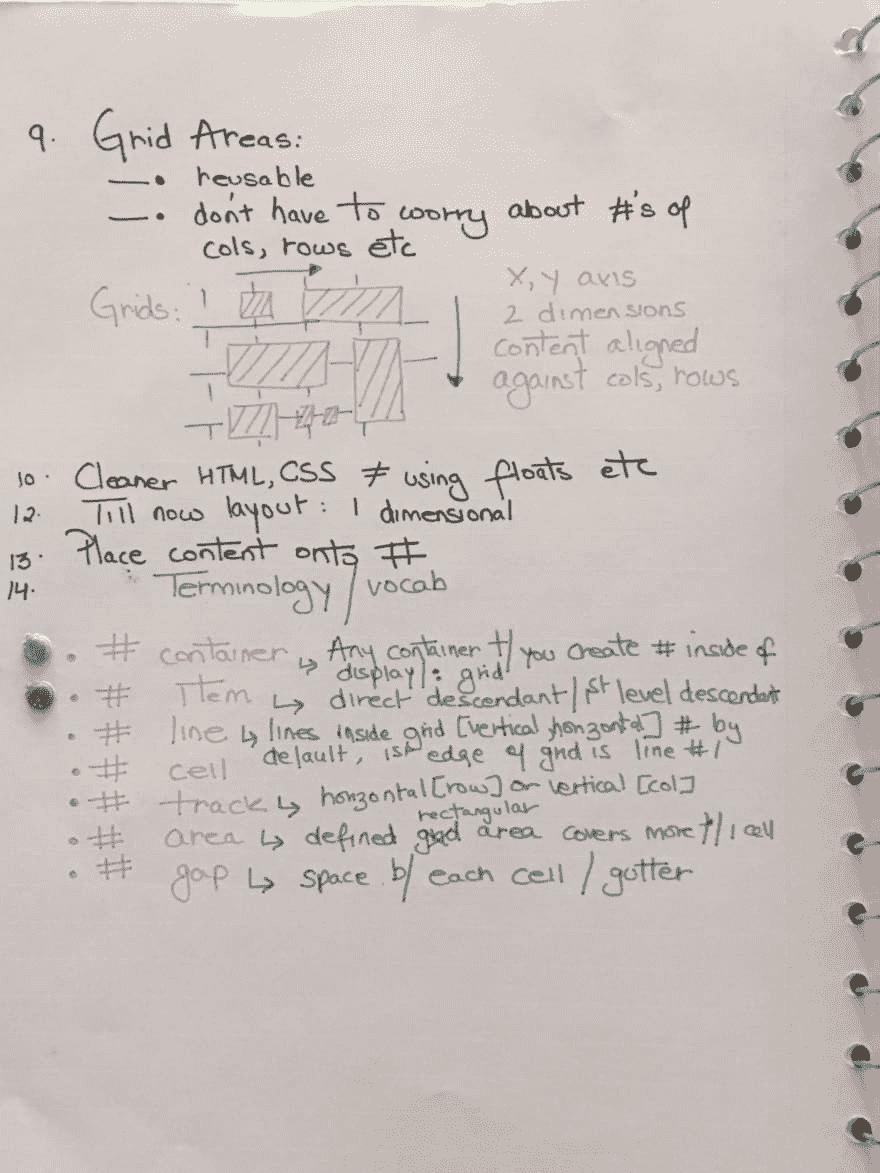 9. Grid Areas:
—• reusable
—• don't have to worry about #'s of
cols, rows etc
Grids:
X, y axis
2 dimensions
content aligned
against cols, rows
10. Cleaner HTML, CSS ≠ using floats etc
12. Till now layout: 1 dimensional
13. Place content onto #
14. Terminology / vocab
• # container ↳ Any container t/ you create # inside of
display: grid
• # Item ↳ direct descendant / 1st level descendant
• # line ↳ lines inside grid [vertical, horizontal] # by
default, 1st edge of grid is line #1
• # cell
• # track ↳ horizontal [row] or vertical [col]
rectangular
• # area ↳ defined grid area covers more t/ 1 cell
• # gap ↳ space b/ each cell / gutter